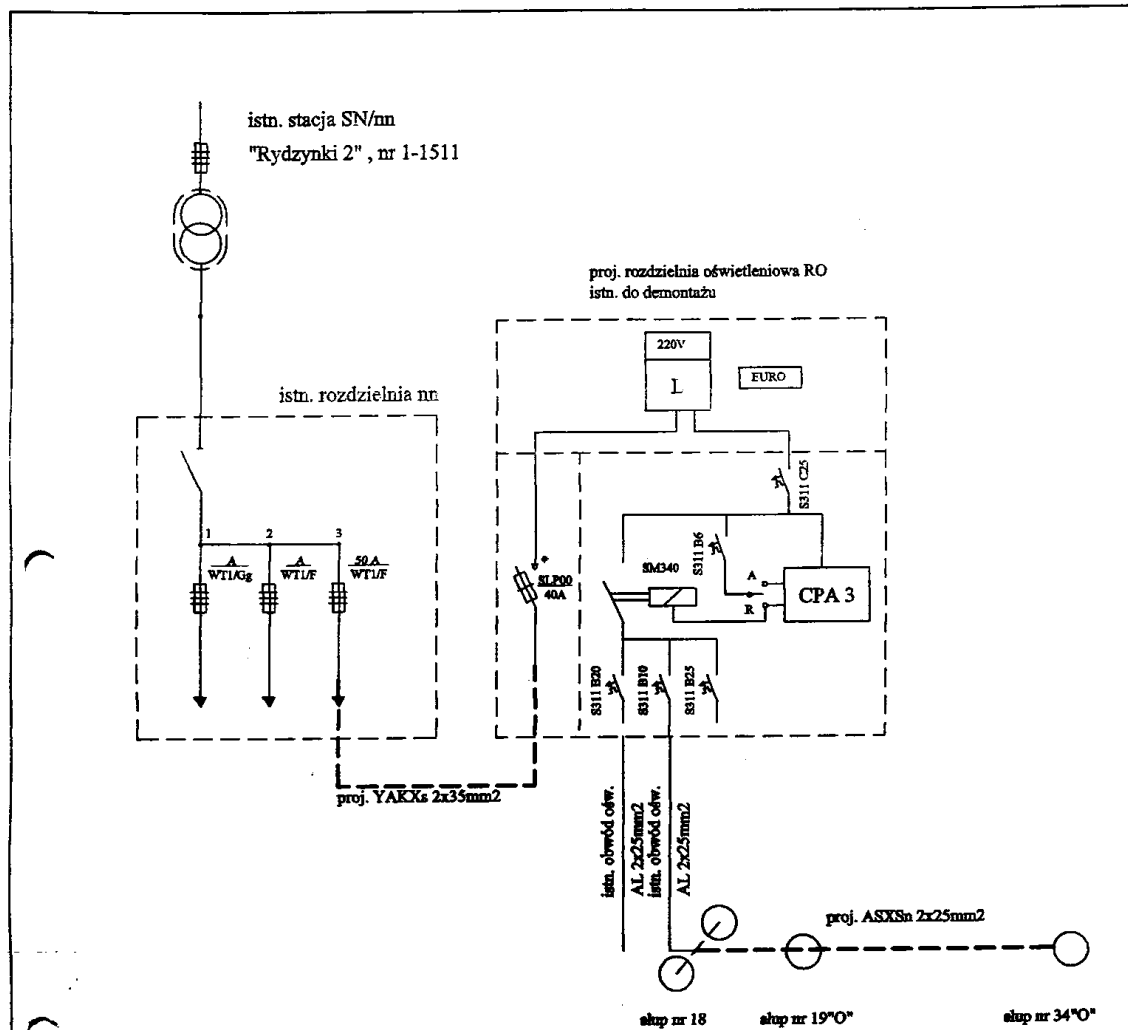 istn. stacja SN/nn
"Rydzynki 2" , nr 1-1511
proj. rozdzielnia oświetleniowa RO
istn. do demontażu
220V
L
EURO
istn. rozdzielnia nn
S311 C25
1
2
3
A
WT1/Gg
A
WT1/F
50 A
WT1/F
SLP00
40A
SM340
S311 B6
A
R
CPA 3
S311 B20
S311 B10
S311 B25
proj. YAKXs 2x35mm2
istn. obwód ośw.
AL 2x25mm2
istn. obwód ośw.
AL 2x25mm2
proj. ASXSn 2x25mm2
słup nr 18
słup nr 19"O"
słup nr 34"O"